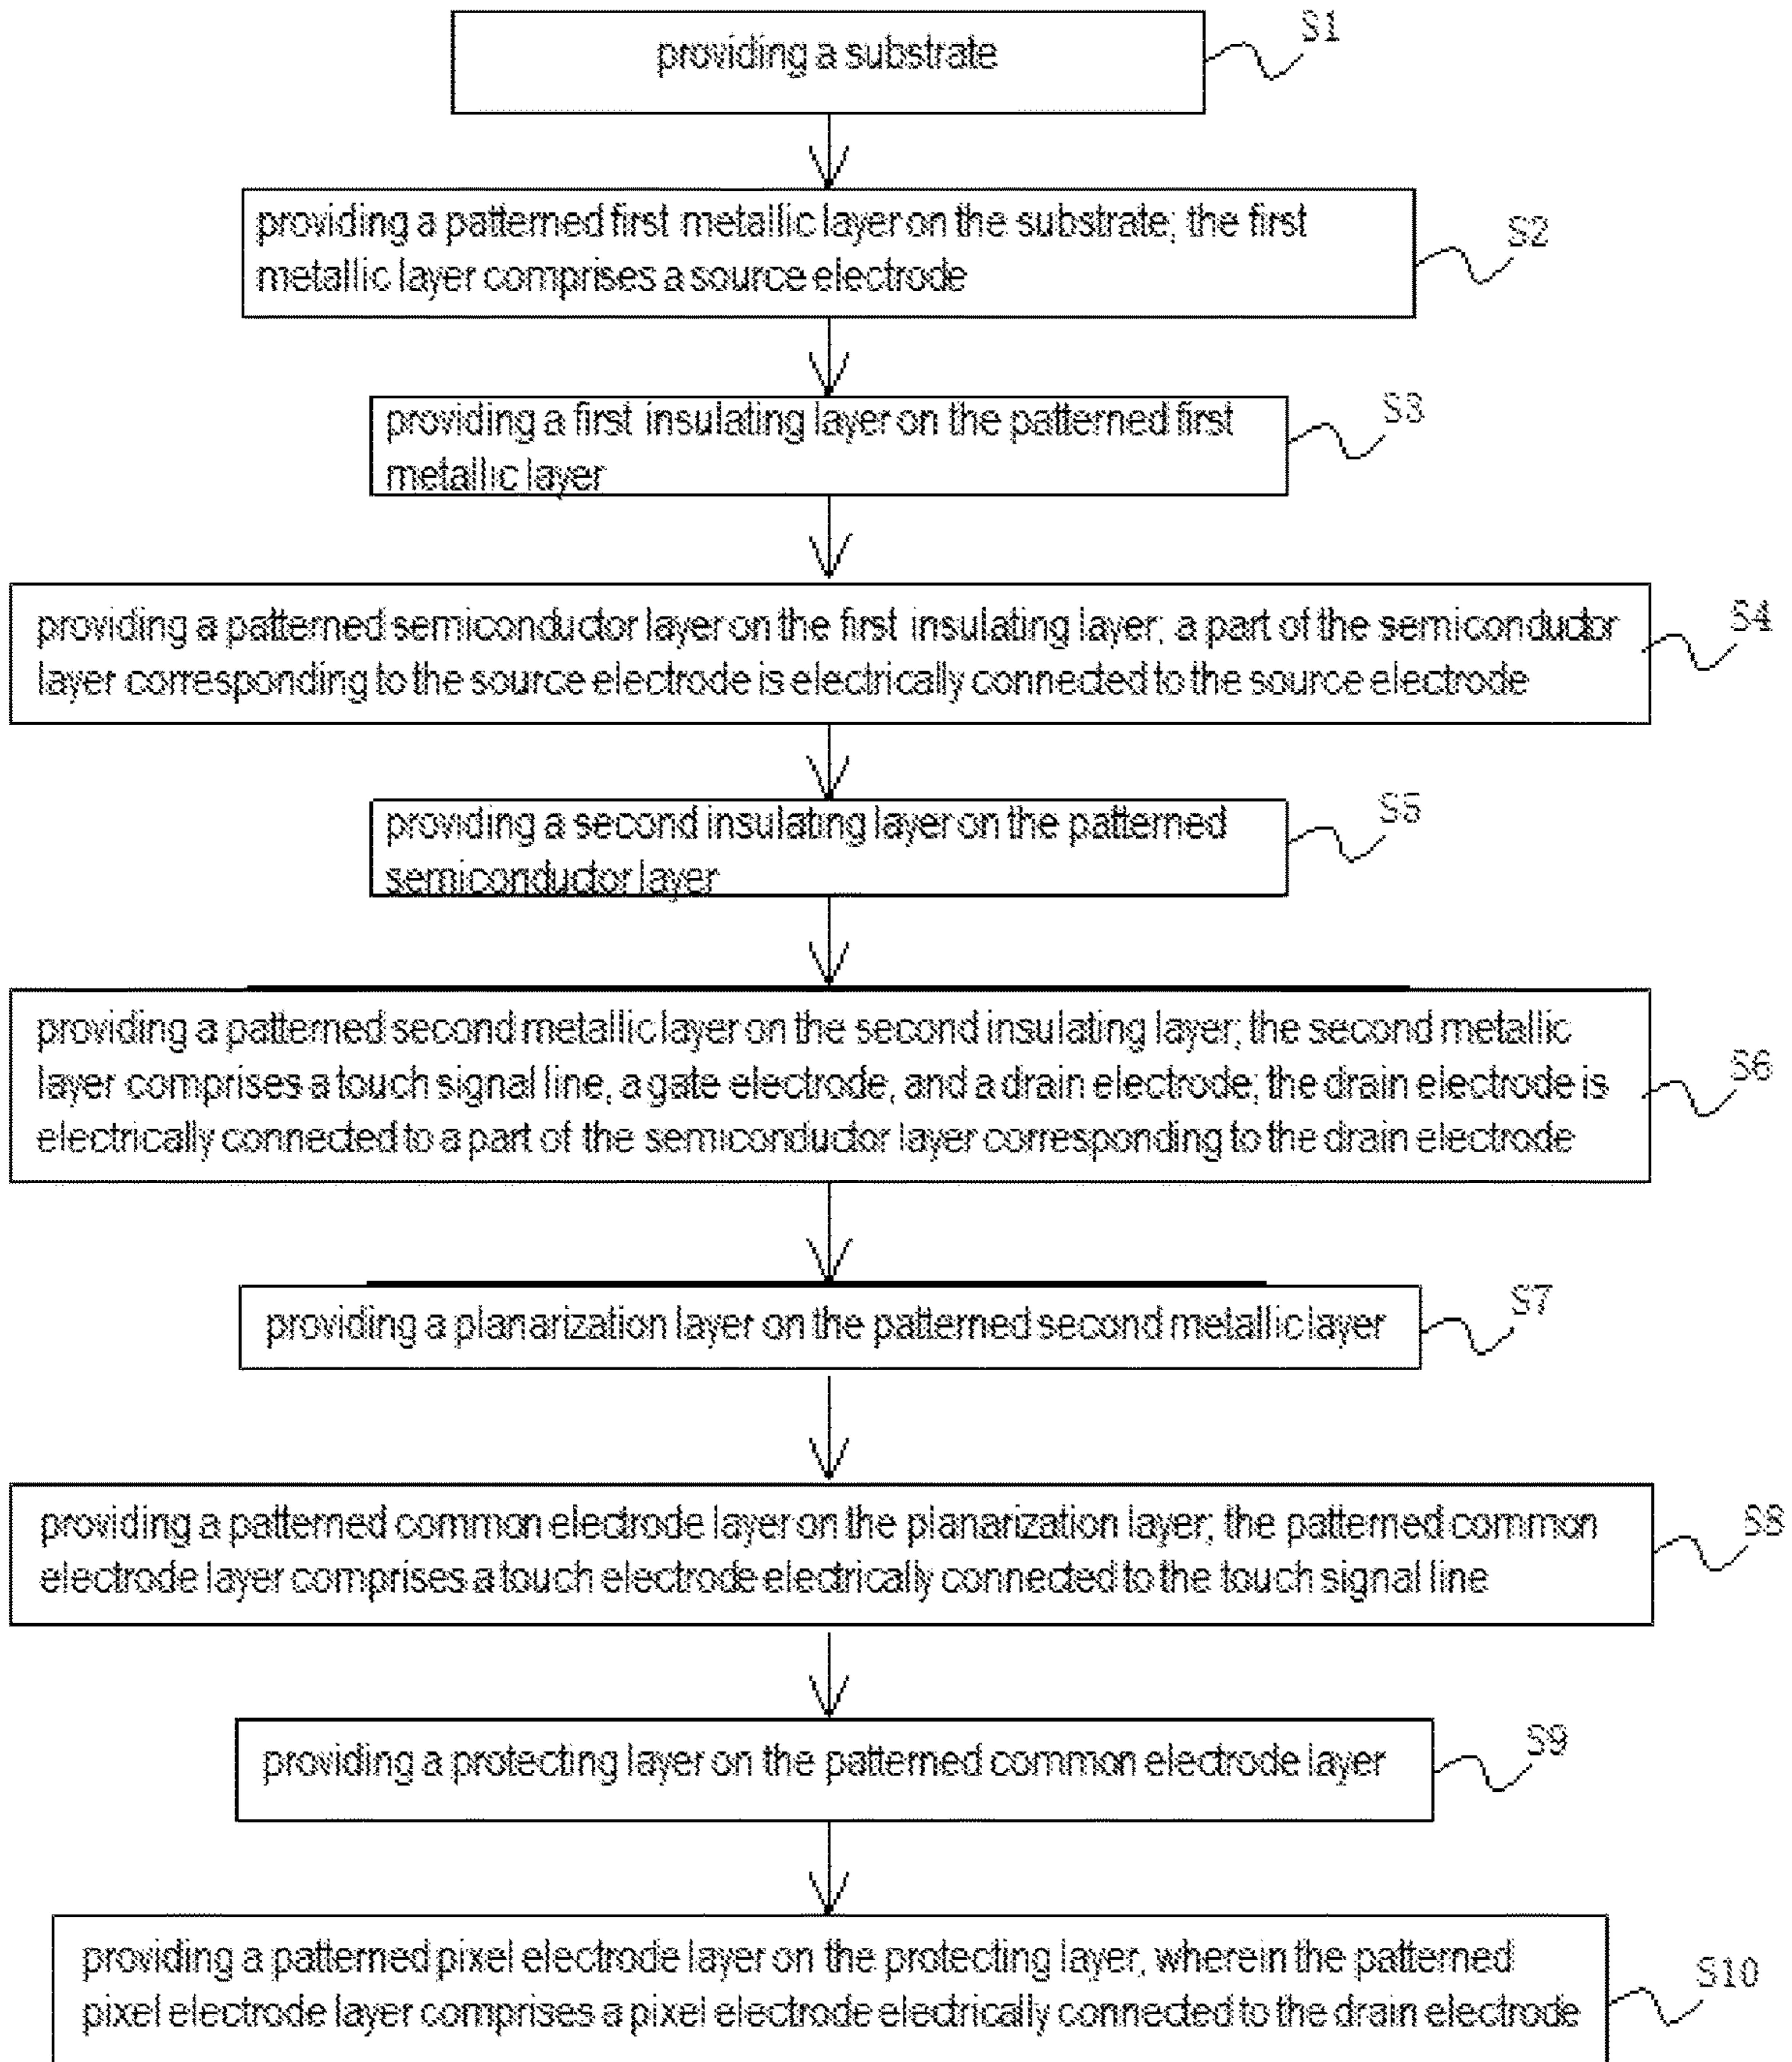 providing a substrate
S1
providing a patterned first metallic layer on the substrate; the first
metallic layer comprises a source electrode
S2
providing a first insulating layer on the patterned first
metallic layer
S3
providing a patterned semiconductor layer on the first insulating layer; a part of the semiconductor
layer corresponding to the source electrode is electrically connected to the source electrode
S4
providing a second insulating layer on the patterned
semiconductor layer
S5
providing a patterned second metallic layer on the second insulating layer; the second metallic
layer comprises a touch signal line, a gate electrode, and a drain electrode; the drain electrode is
electrically connected to a part of the semiconductor layer corresponding to the drain electrode
S6
providing a planarization layer on the patterned second metallic layer
S7
providing a patterned common electrode layer on the planarization layer; the patterned common
electrode layer comprises a touch electrode electrically connected to the touch signal line
S8
providing a protecting layer on the patterned common electrode layer
S9
providing a patterned pixel electrode layer on the protecting layer, wherein the patterned
pixel electrode layer comprises a pixel electrode electrically connected to the drain electrode
S10